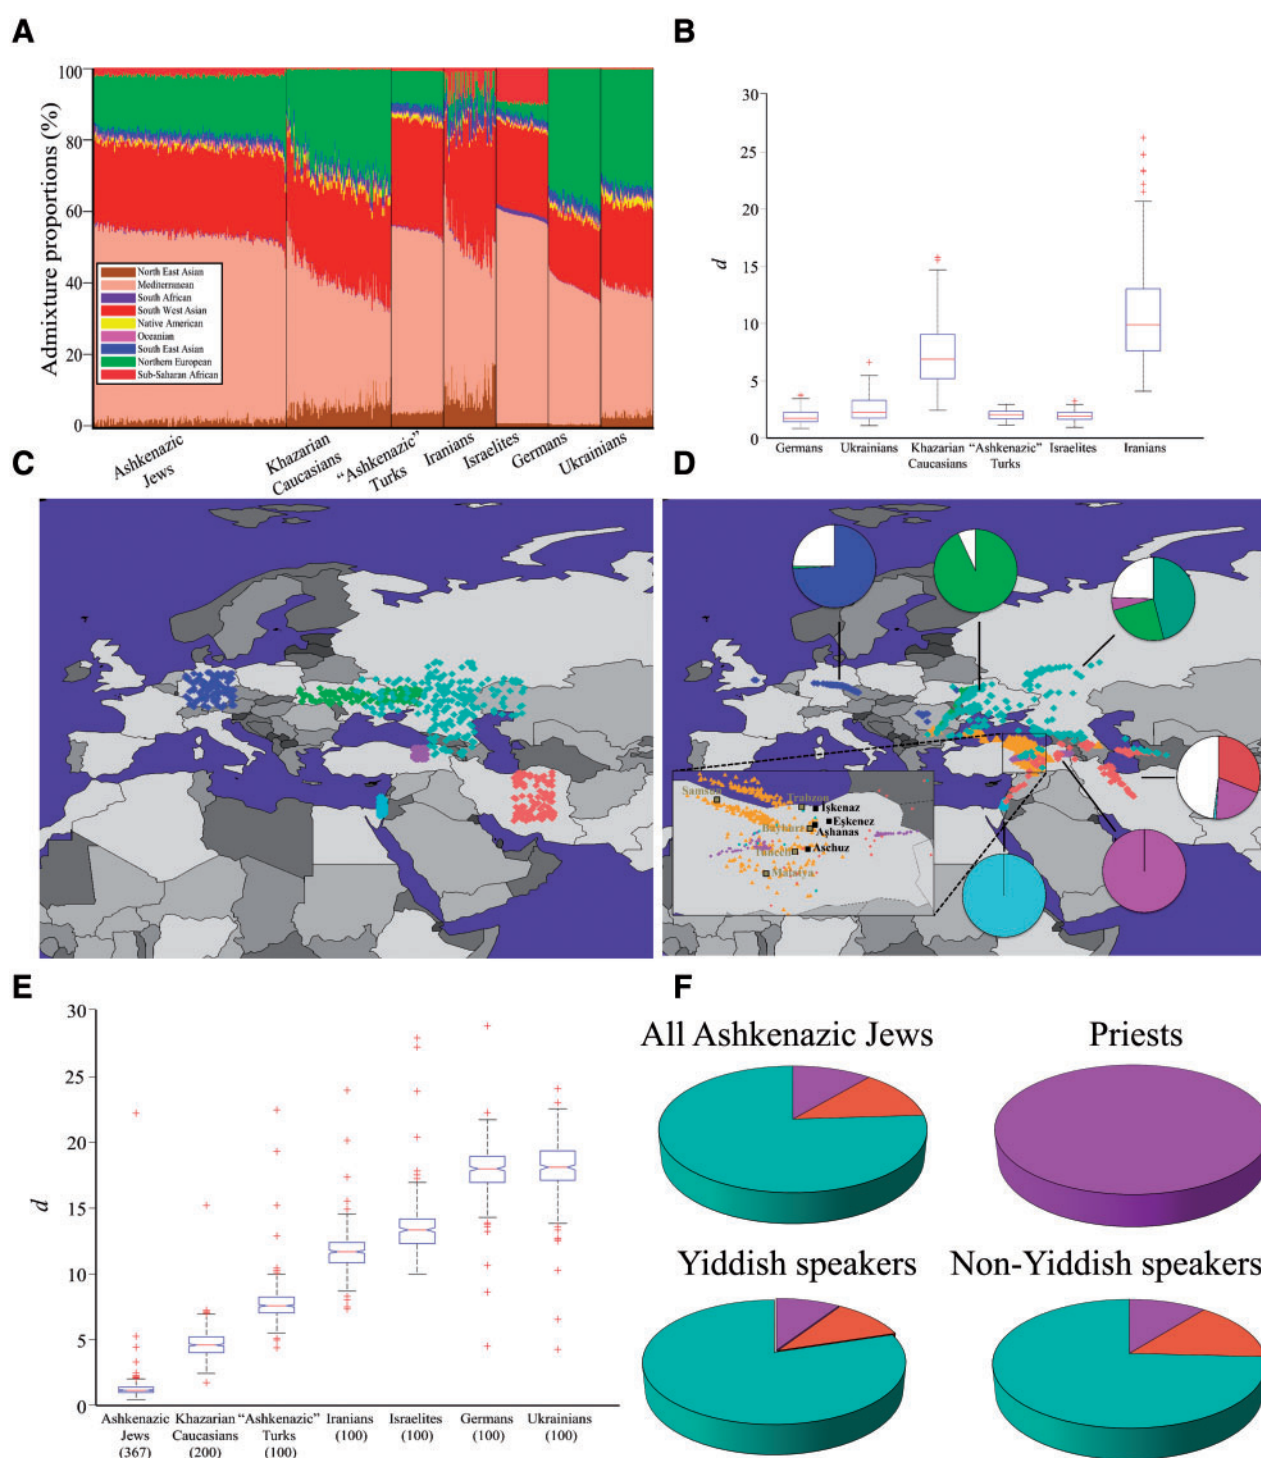 A
Admixture proportions (%)
100
80
60
40
20
0
North East Asian
Mediterranean
South African
South West Asian
Native American
Oceanian
South East Asian
Northern European
Sub-Saharan African
Ashkenazic
Jews
Khazarian
Caucasians
“Ashkenazic”
Turks
Iranians
Israelites
Germans
Ukrainians
B
d
30
25
20
15
10
5
0
Germans
Ukrainians
Khazarian
Caucasians
“Ashkenazic”
Turks
Israelites
Iranians
C
D
Samsun
Trabzon
Işkenaz
Eşkenez
Bayburt
Aşhanas
Tunceli
Aschuz
Malatya
E
d
30
25
20
15
10
5
0
Ashkenazic
Jews
(367)
Khazarian
Caucasians
(200)
“Ashkenazic”
Turks
(100)
Iranians
(100)
Israelites
(100)
Germans
(100)
Ukrainians
(100)
F
All Ashkenazic Jews
Priests
Yiddish speakers
Non-Yiddish speakers